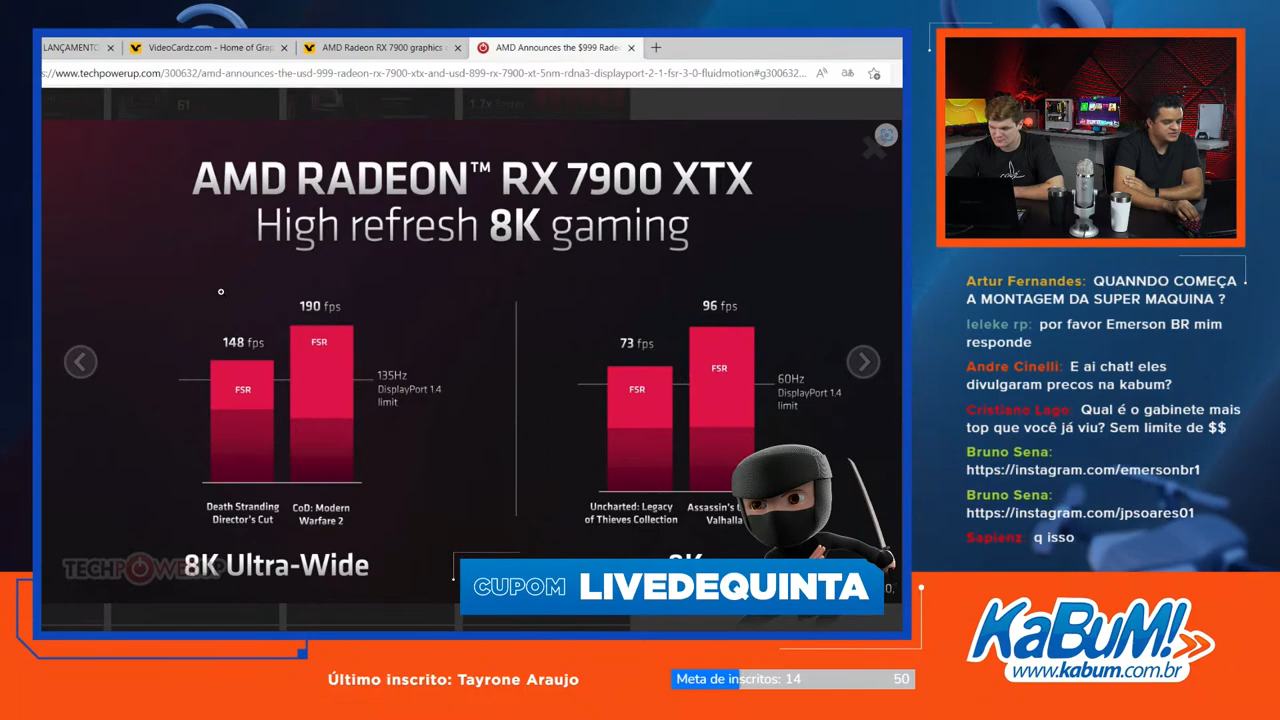 LANÇAMENTO
VideoCardz.com - Home of Grap
AMD Radeon RX 7900 graphics
AMD Announces the $999 Rade
s://www.techpowerup.com/300632/amd-announces-the-usd-999-radeon-rx-7900-xtx-and-usd-899-rx-7900-xt-5nm-rdna3-displayport-2-1-fsr-3-0-fluidmotion#g300632...
61
1.7x faster
AMD RADEON™ RX 7900 XTX
High refresh 8K gaming
148 fps
190 fps
FSR
FSR
135Hz
DisplayPort 1.4
limit
Death Stranding
Director's Cut
CoD: Modern
Warfare 2
8K Ultra-Wide
73 fps
96 fps
FSR
FSR
60Hz
DisplayPort 1.4
limit
Uncharted: Legacy
of Thieves Collection
Assassin's
Valhalla
8K
TECHPOWERUP
CUPOM LIVEDEQUINTA
Artur Fernandes: QUANNDO COMEÇA
A MONTAGEM DA SUPER MAQUINA ?
leleke rp: por favor Emerson BR mim
responde
Andre Cinelli: E ai chat! eles
divulgaram precos na kabum?
Cristiano Lago: Qual é o gabinete mais
top que você já viu? Sem limite de $$
Bruno Sena:
https://instagram.com/emersonbr1
Bruno Sena:
https://instagram.com/jpsoares01
Sapienz: q isso
KaBuM!
www.kabum.com.br
Último inscrito: Tayrone Araujo
Meta de inscritos: 14
50